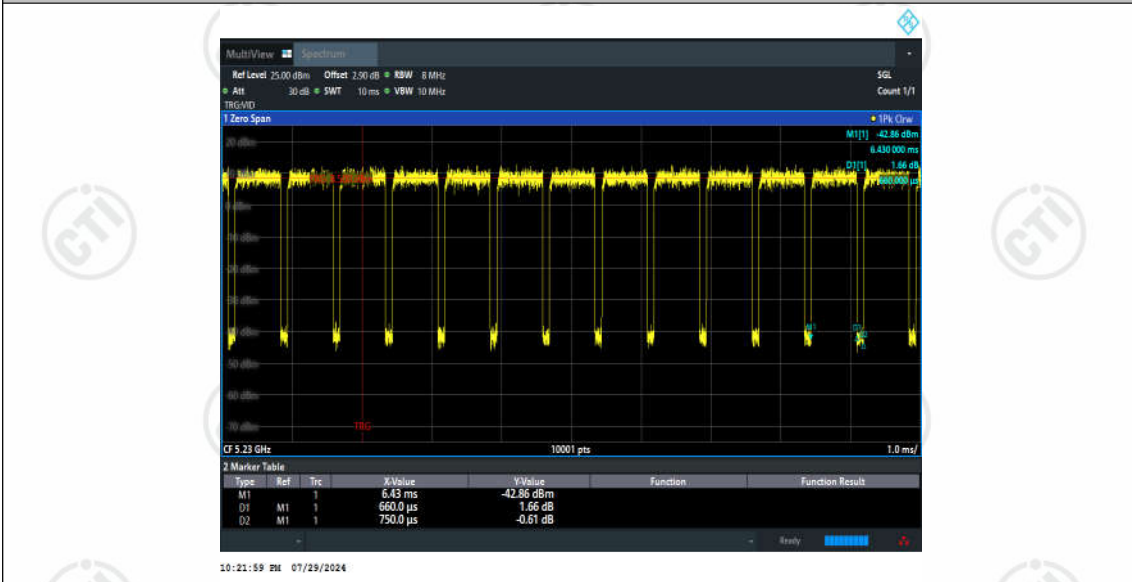 MultiView Spectrum
Ref Level 25.00 dBm Offset 2.90 dB RBW 8 MHz SGL
Att 30 dB SWT 10 ms VBW 10 MHz Count 1/1
TRG:VID
1 Zero Span 1Pk Clrw
M1[1] -42.86 dBm
20 dBm
6.430 000 ms
D1[1] 1.66 dB
660.000 µs
0 dBm
-10 dBm
-20 dBm
-30 dBm
M1 D1
-50 dBm
-60 dBm
-70 dBm TRG
CF 5.23 GHz 10001 pts 1.0 ms/
2 Marker Table
Type Ref Trc X-Value Y-Value Function Function Result
M1 1 6.43 ms -42.86 dBm
D1 M1 1 660.0 µs 1.66 dB
D2 M1 1 750.0 µs -0.61 dB
Ready
10:21:59 PM 07/29/2024
CTI
CTI